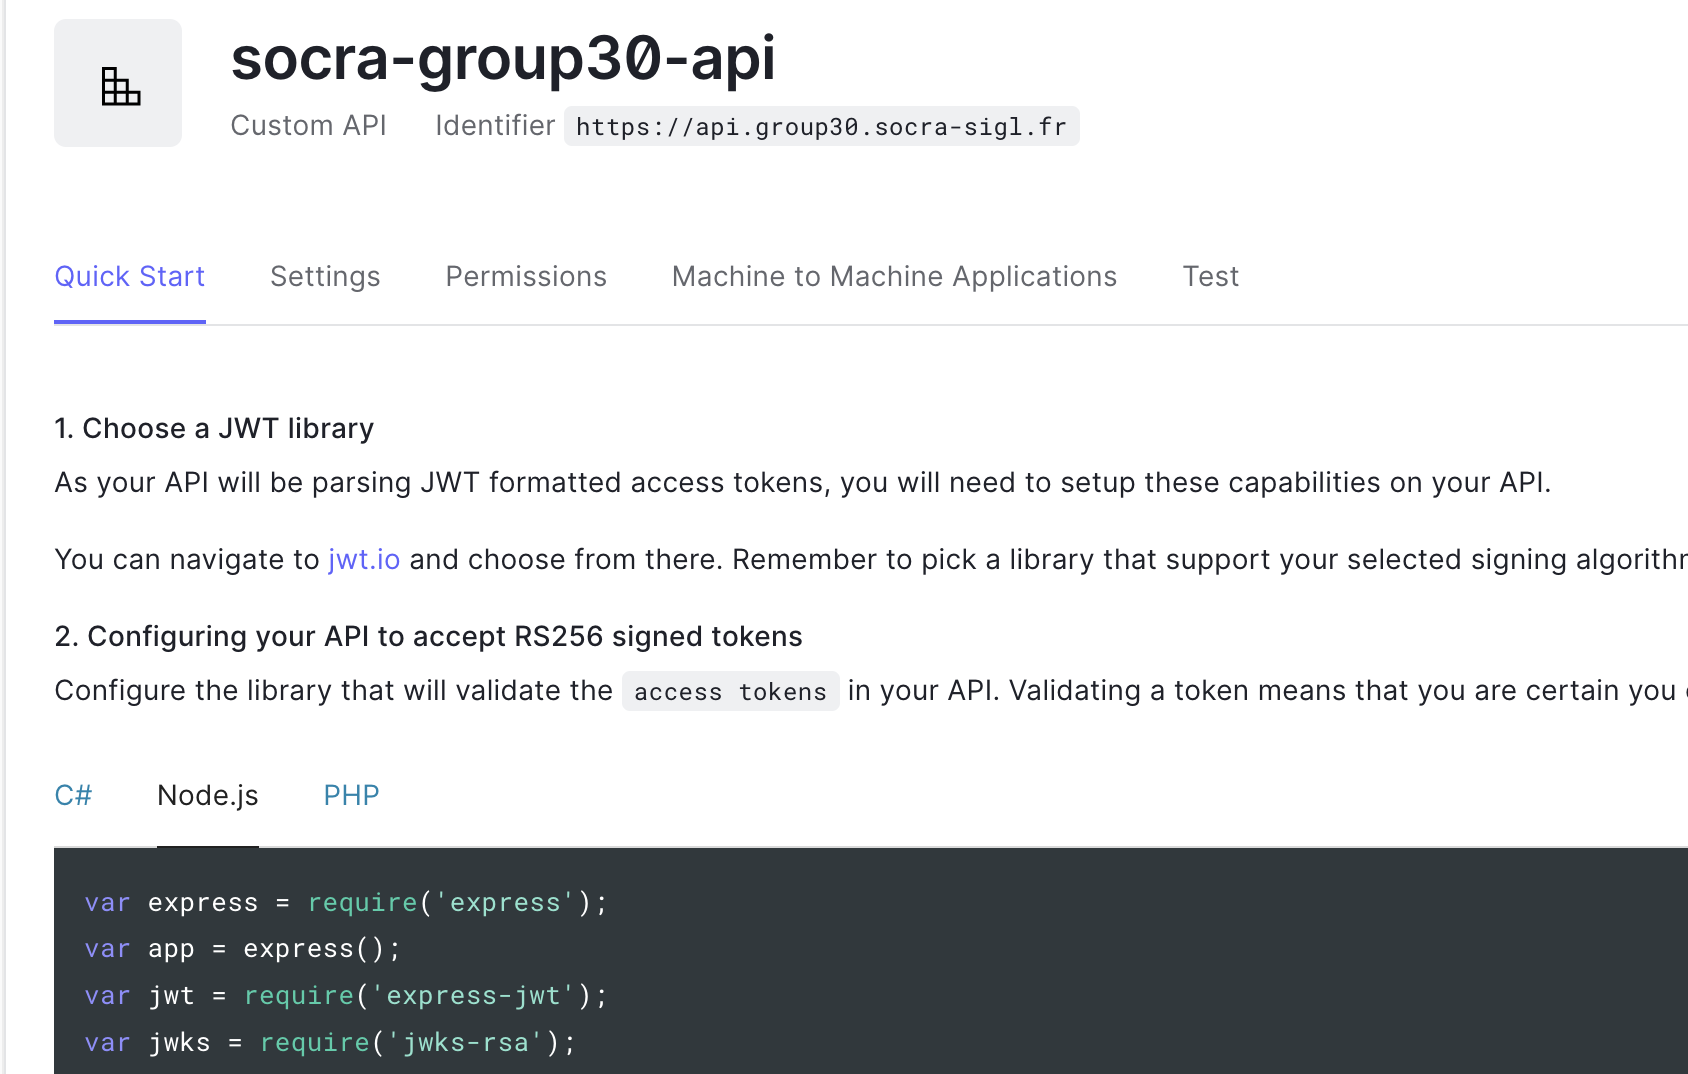 socra-group30-api
Custom API Identifier https://api.group30.socra-sigl.fr
Quick Start Settings Permissions Machine to Machine Applications Test
1. Choose a JWT library
As your API will be parsing JWT formatted access tokens, you will need to setup these capabilities on your API.
You can navigate to jwt.io and choose from there. Remember to pick a library that support your selected signing
2. Configuring your API to accept RS256 signed tokens
Configure the library that will validate the access tokens in your API. Validating a token means that you are certain you
C# Node.js PHP
var express = require('express');
var app = express();
var jwt = require('express-jwt');
var jwks = require('jwks-rsa');